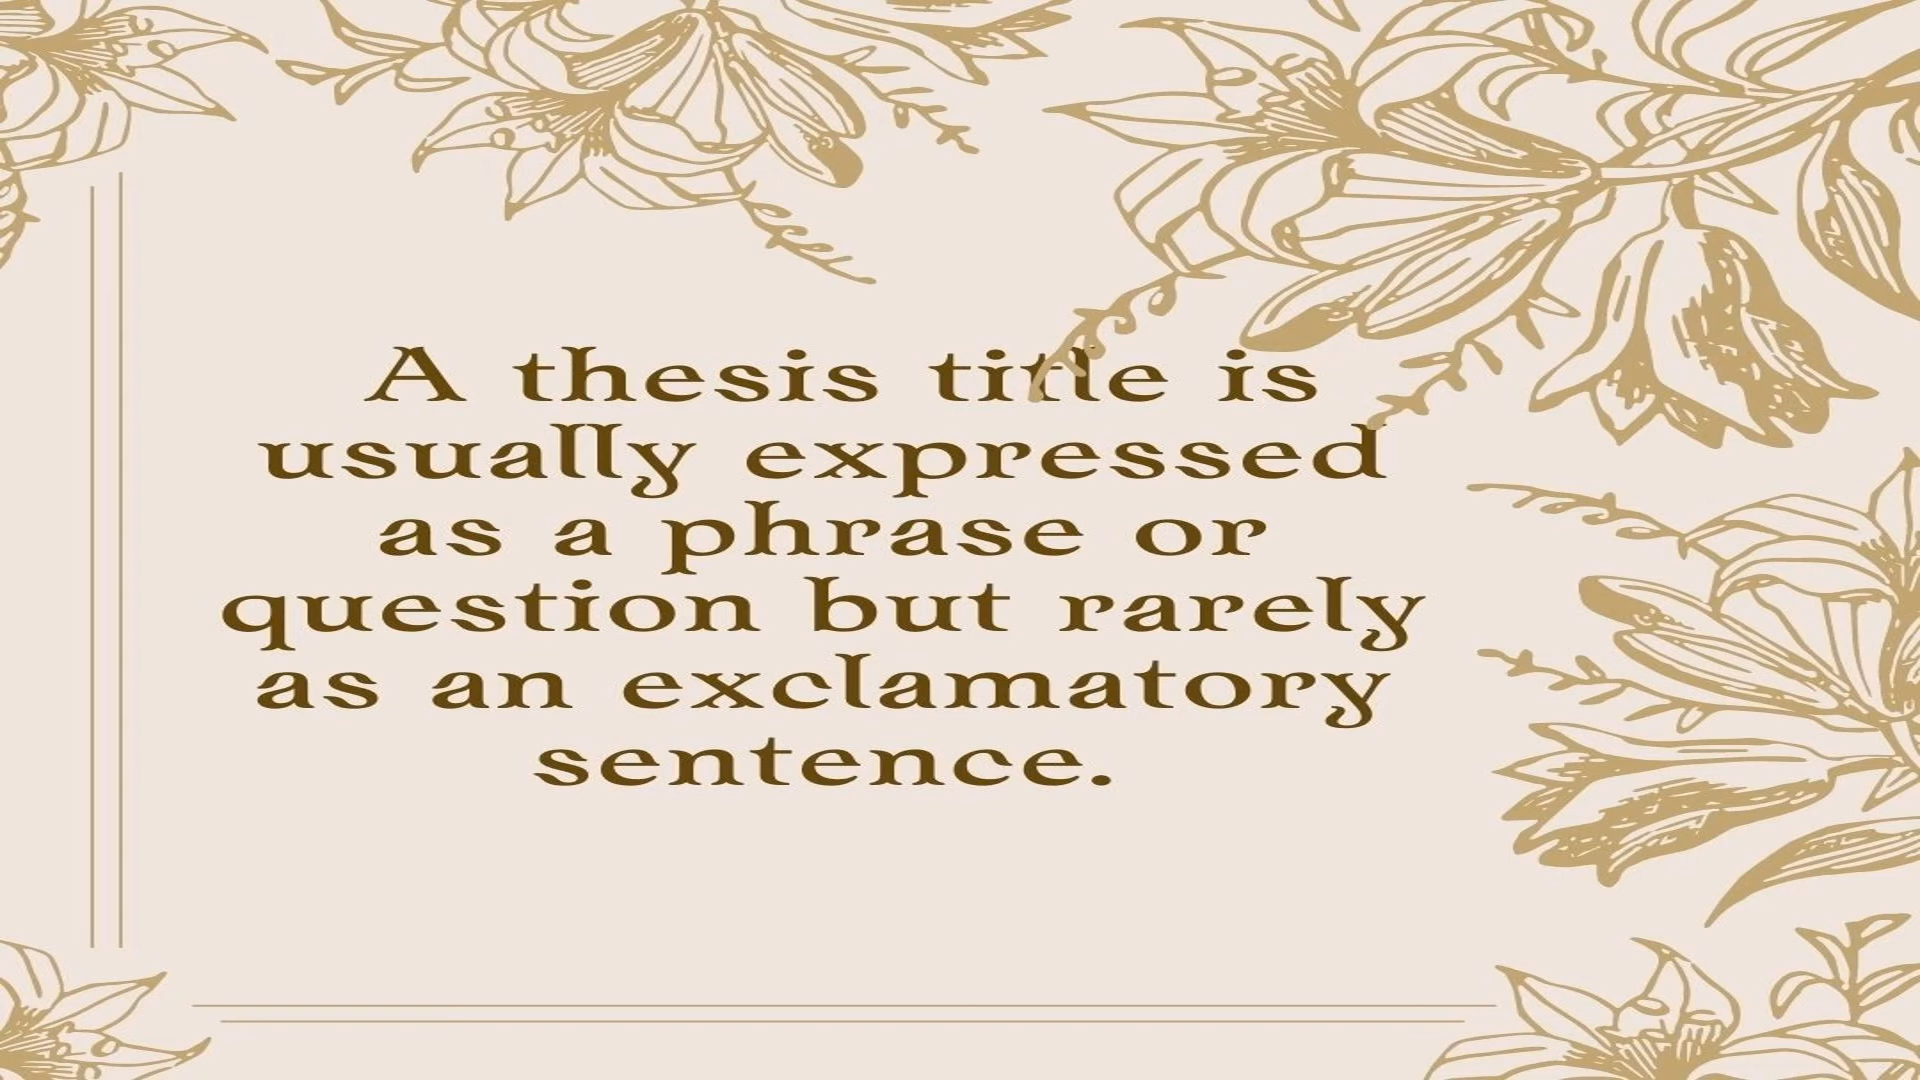 A thesis title is
usually expressed
as a phrase or
question but rarely
as an exclamatory
sentence.